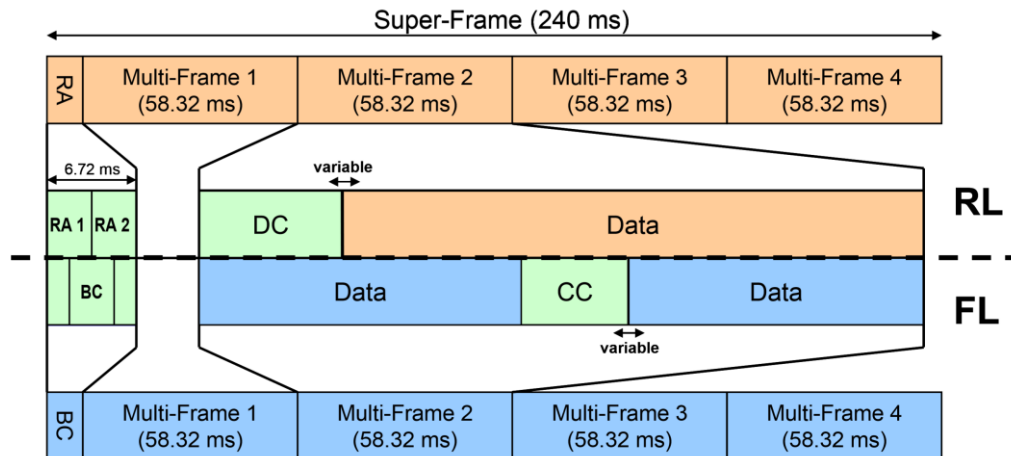 Super-Frame (240 ms)
RA
Multi-Frame 1
(58.32 ms)
Multi-Frame 2
(58.32 ms)
Multi-Frame 3
(58.32 ms)
Multi-Frame 4
(58.32 ms)
6.72 ms
variable
RA 1
RA 2
DC
Data
RL
BC
Data
CC
Data
FL
variable
BC
Multi-Frame 1
(58.32 ms)
Multi-Frame 2
(58.32 ms)
Multi-Frame 3
(58.32 ms)
Multi-Frame 4
(58.32 ms)